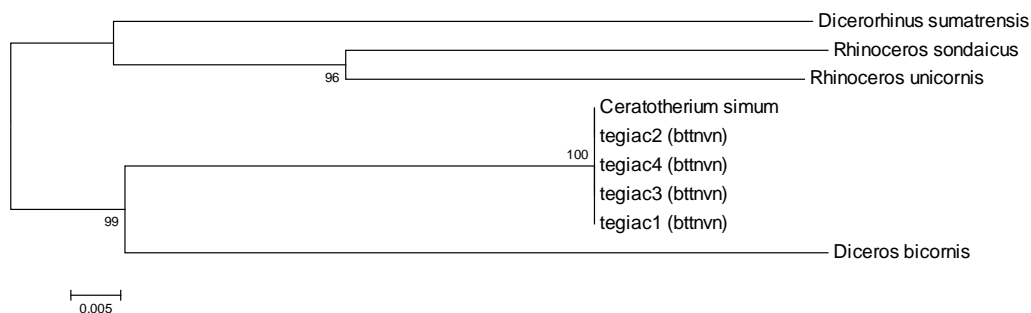 Dicerorhinus sumatrensis
Rhinoceros sondaicus
96
Rhinoceros unicornis
Ceratotherium simum
tegiac2 (bttnvn)
100
tegiac4 (bttnvn)
tegiac3 (bttnvn)
99
tegiac1 (bttnvn)
Diceros bicornis
0.005